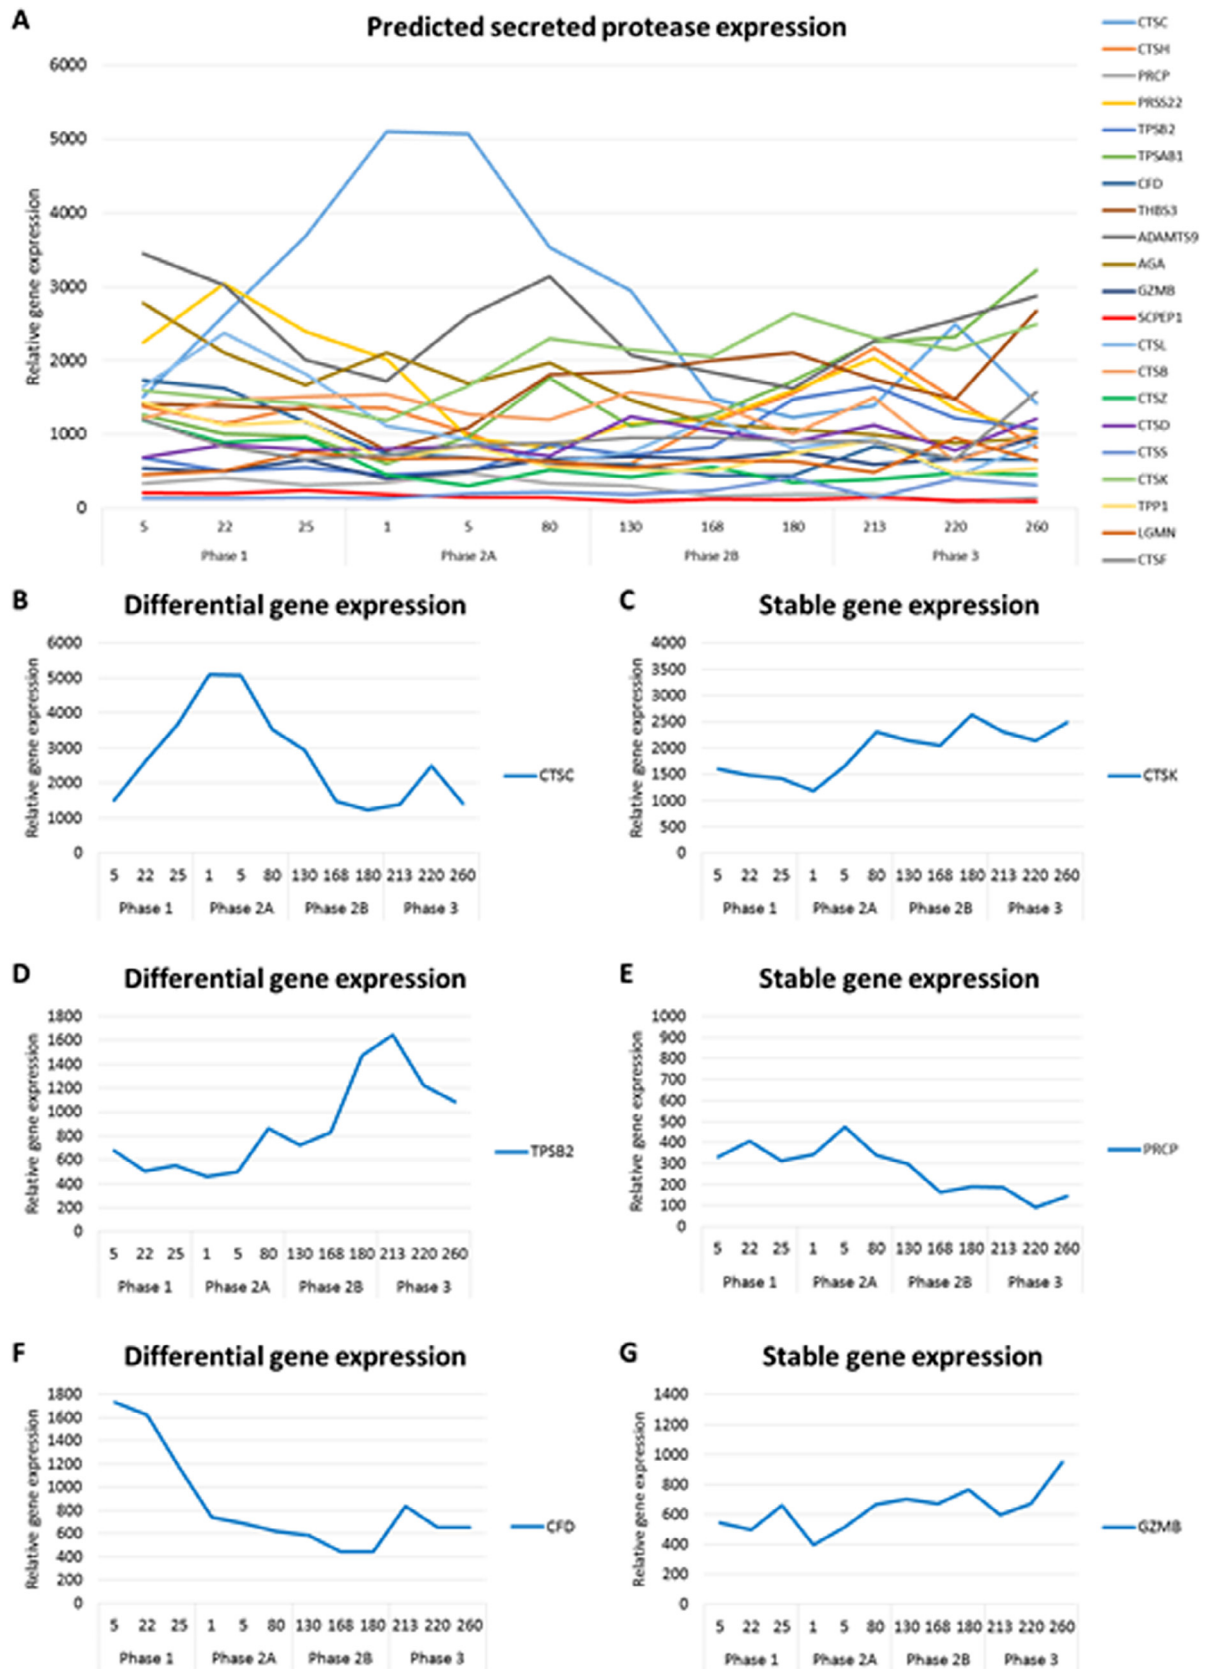 A
Predicted secreted protease expression
Relative gene expression
6000
5000
4000
3000
2000
1000
0
5 22 25 1 5 80 130 168 180 213 220 260
Phase 1 Phase 2A Phase 2B Phase 3
CTSC
CTSH
PRCP
PRSS22
TPSB2
TPSAB1
CFD
THBS3
ADAMTS9
AGA
GZMB
SCPEP1
CTSL
CTSB
CTSZ
CTSD
CTSS
CTSK
TPP1
LGMN
CTSF
B
Differential gene expression
Relative gene expression
6000
5000
4000
3000
2000
1000
0
5 22 25 1 5 80 130 168 180 213 220 260
Phase 1 Phase 2A Phase 2B Phase 3
CTSC
C
Stable gene expression
Relative gene expression
4000
3500
3000
2500
2000
1500
1000
500
0
5 22 25 1 5 80 130 168 180 213 220 260
Phase 1 Phase 2A Phase 2B Phase 3
CTSK
D
Differential gene expression
Relative gene expression
1800
1600
1400
1200
1000
800
600
400
200
0
5 22 25 1 5 80 130 168 180 213 220 260
Phase 1 Phase 2A Phase 2B Phase 3
TPSB2
E
Stable gene expression
Relative gene expression
1000
900
800
700
600
500
400
300
200
100
0
5 22 25 1 5 80 130 168 180 213 220 260
Phase 1 Phase 2A Phase 2B Phase 3
PRCP
F
Differential gene expression
Relative gene expression
1800
1600
1400
1200
1000
800
600
400
200
0
5 22 25 1 5 80 130 168 180 213 220 260
Phase 1 Phase 2A Phase 2B Phase 3
CFD
G
Stable gene expression
Relative gene expression
1400
1200
1000
800
600
400
200
0
5 22 25 1 5 80 130 168 180 213 220 260
Phase 1 Phase 2A Phase 2B Phase 3
GZMB